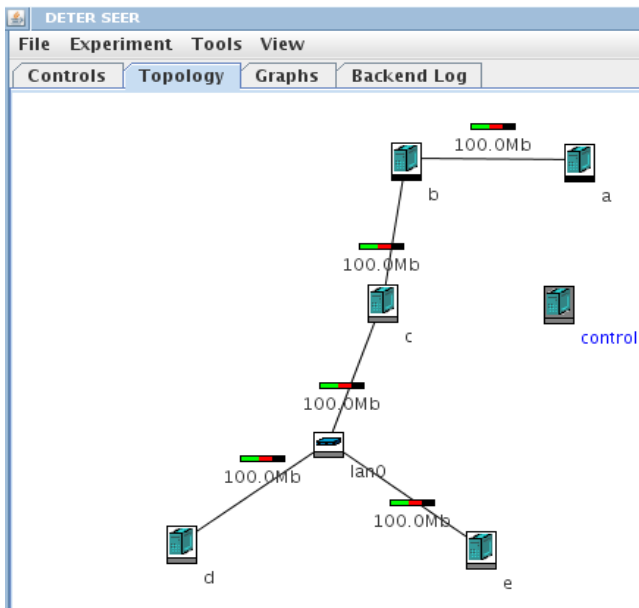 DETER SEER
File Experiment Tools View
Controls Topology Graphs Backend Log
100.0Mb
b
a
100.0Mb
c
control
100.0Mb
lan0
100.0Mb
100.0Mb
d
e